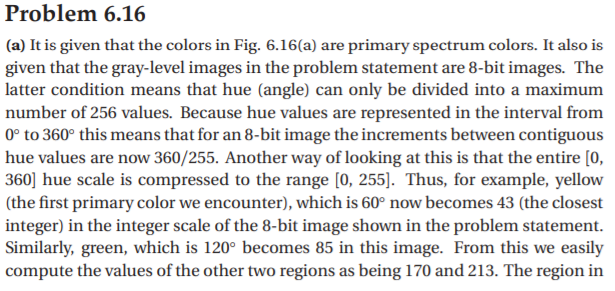 Problem 6.16
(a) It is given that the colors in Fig. 6.16(a) are primary spectrum colors. It also is
given that the gray-level images in the problem statement are 8-bit images. The
latter condition means that hue (angle) can only be divided into a maximum
number of 256 values. Because hue values are represented in the interval from
0° to 360° this means that for an 8-bit image the increments between contiguous
hue values are now 360/255. Another way of looking at this is that the entire [0,
360] hue scale is compressed to the range [0, 255]. Thus, for example, yellow
(the first primary color we encounter), which is 60° now becomes 43 (the closest
integer) in the integer scale of the 8-bit image shown in the problem statement.
Similarly, green, which is 120° becomes 85 in this image. From this we easily
compute the values of the other two regions as being 170 and 213. The region in